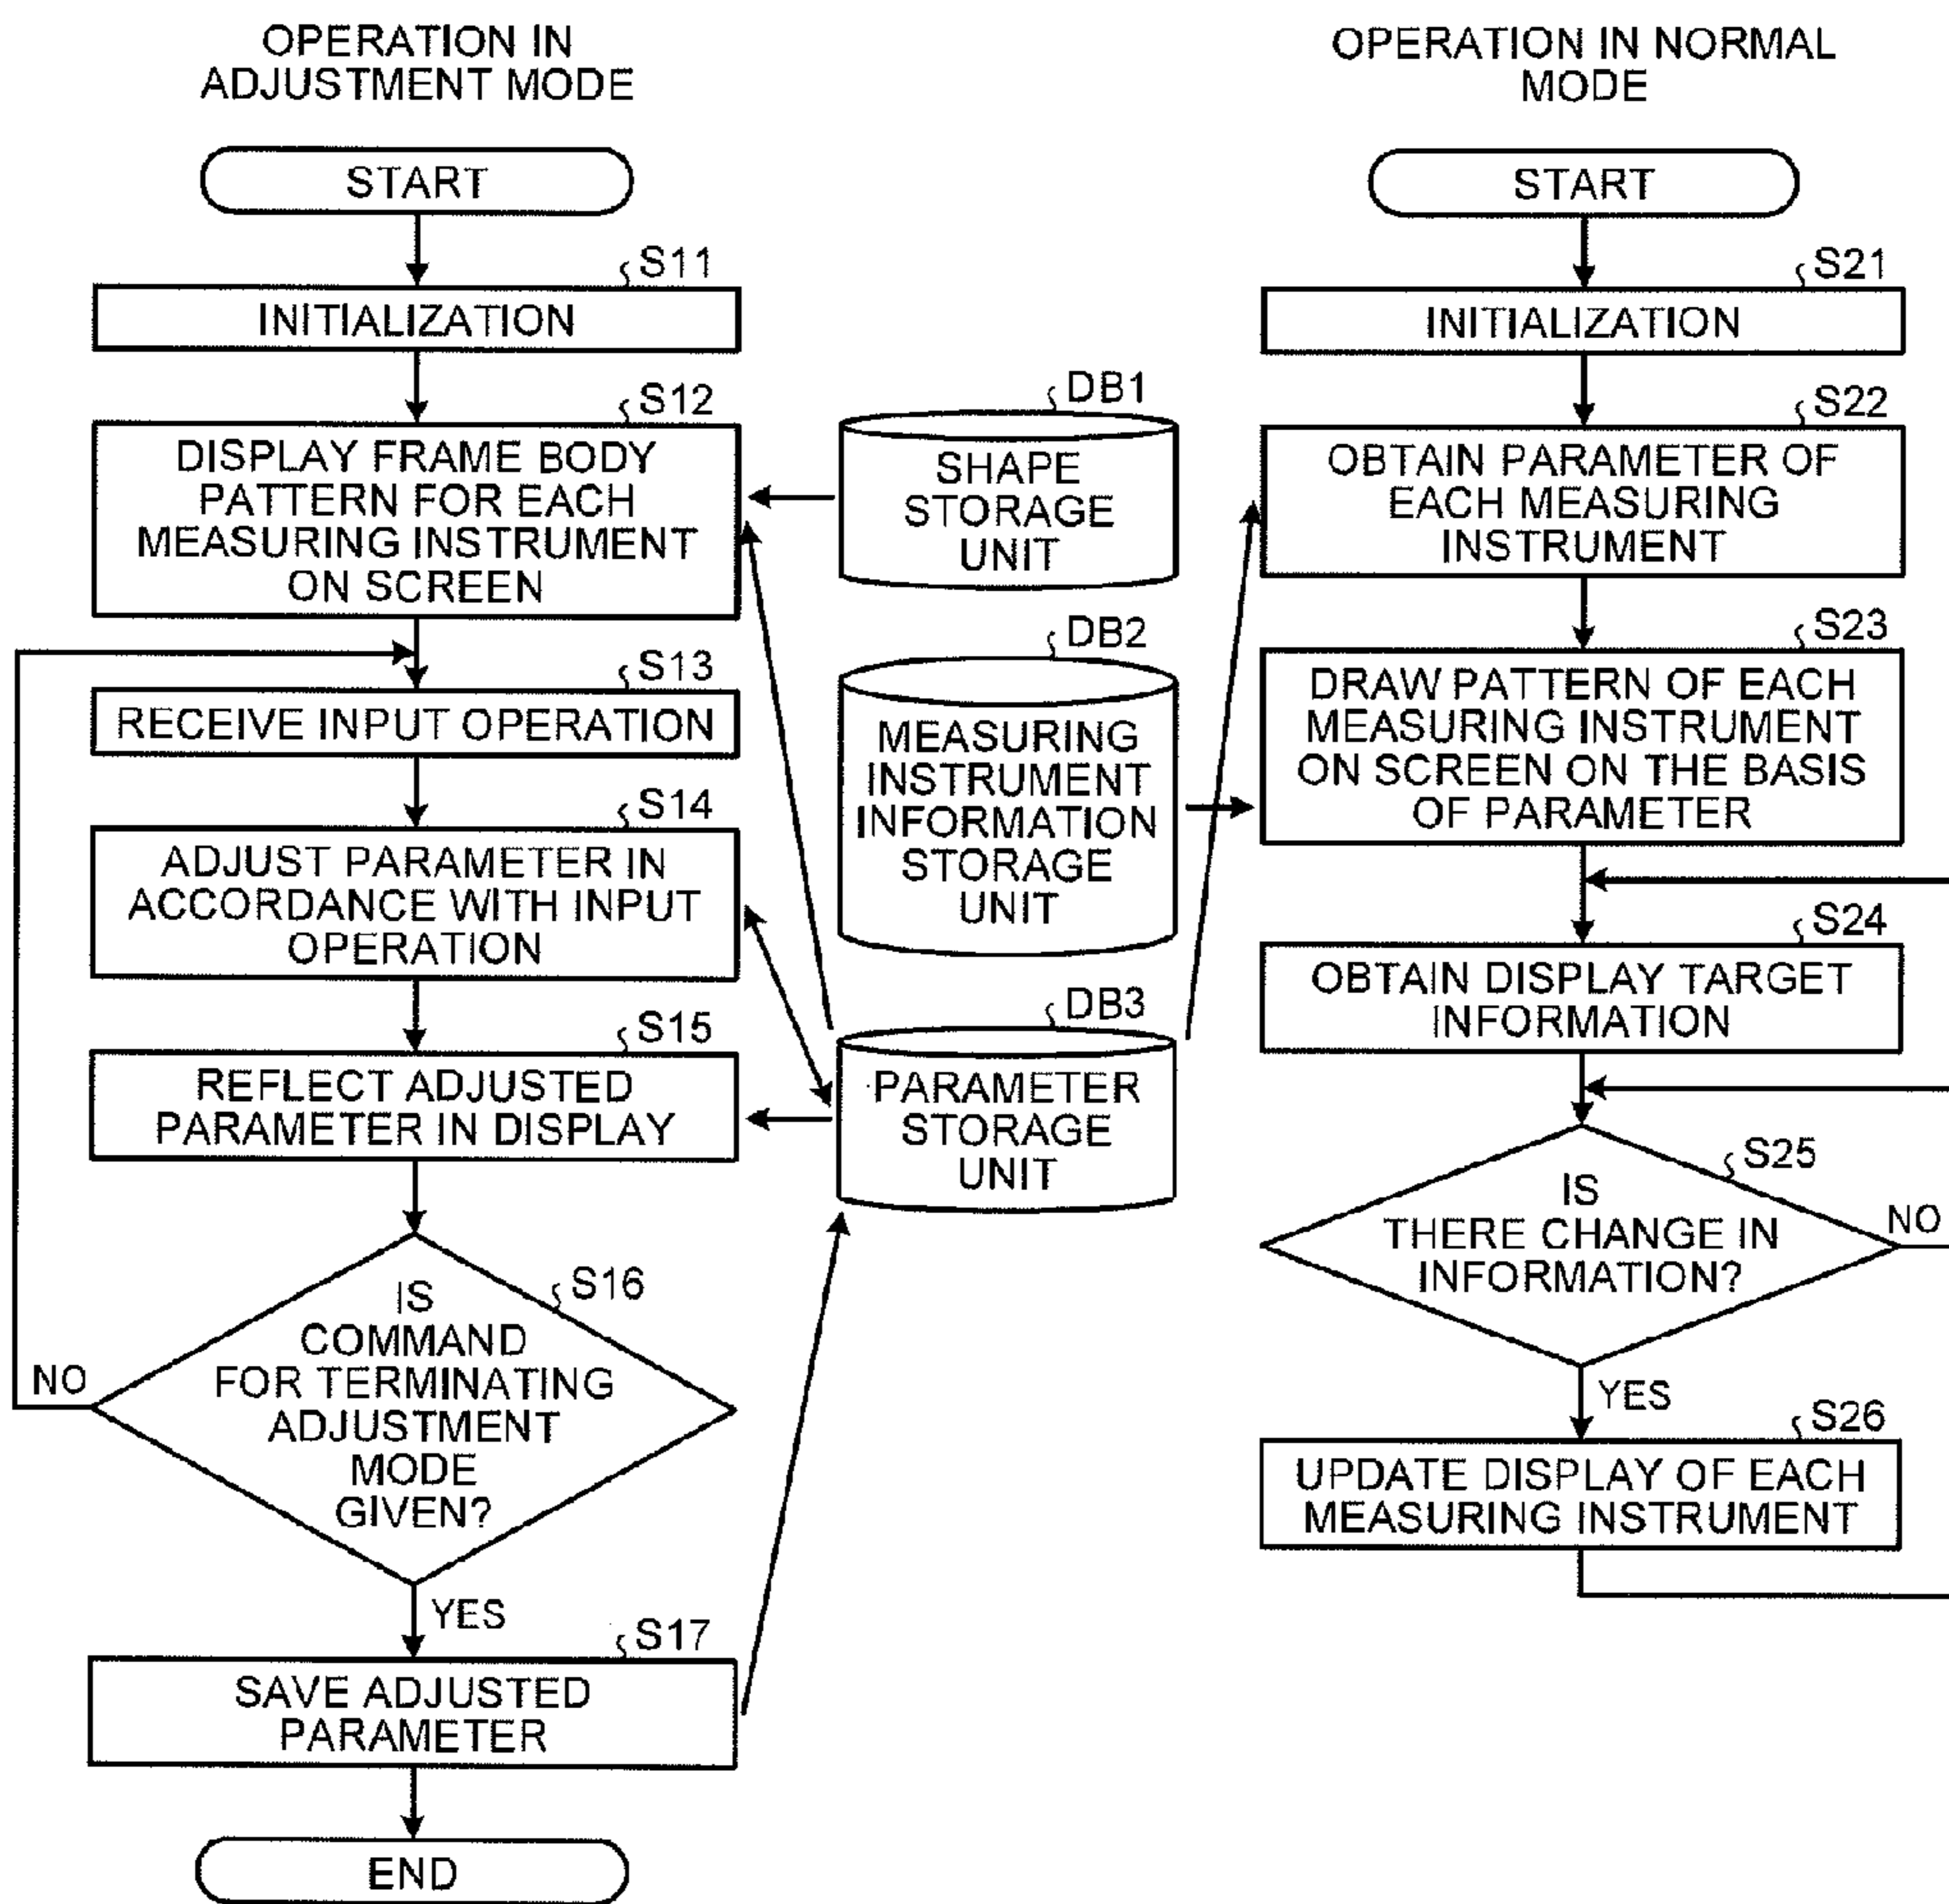 OPERATION IN
ADJUSTMENT MODE
START
S11
INITIALIZATION
S12
DISPLAY FRAME BODY
PATTERN FOR EACH
MEASURING INSTRUMENT
ON SCREEN
S13
RECEIVE INPUT OPERATION
S14
ADJUST PARAMETER IN
ACCORDANCE WITH INPUT
OPERATION
S15
REFLECT ADJUSTED
PARAMETER IN DISPLAY
S16
IS
COMMAND
FOR TERMINATING
ADJUSTMENT
MODE
GIVEN?
NO
YES
S17
SAVE ADJUSTED
PARAMETER
END
DB1
SHAPE
STORAGE
UNIT
DB2
MEASURING
INSTRUMENT
INFORMATION
STORAGE
UNIT
DB3
PARAMETER
STORAGE
UNIT
OPERATION IN NORMAL
MODE
START
S21
INITIALIZATION
S22
OBTAIN PARAMETER OF
EACH MEASURING
INSTRUMENT
S23
DRAW PATTERN OF EACH
MEASURING INSTRUMENT
ON SCREEN ON THE BASIS
OF PARAMETER
S24
OBTAIN DISPLAY TARGET
INFORMATION
S25
IS
THERE CHANGE IN
INFORMATION?
NO
YES
S26
UPDATE DISPLAY OF EACH
MEASURING INSTRUMENT